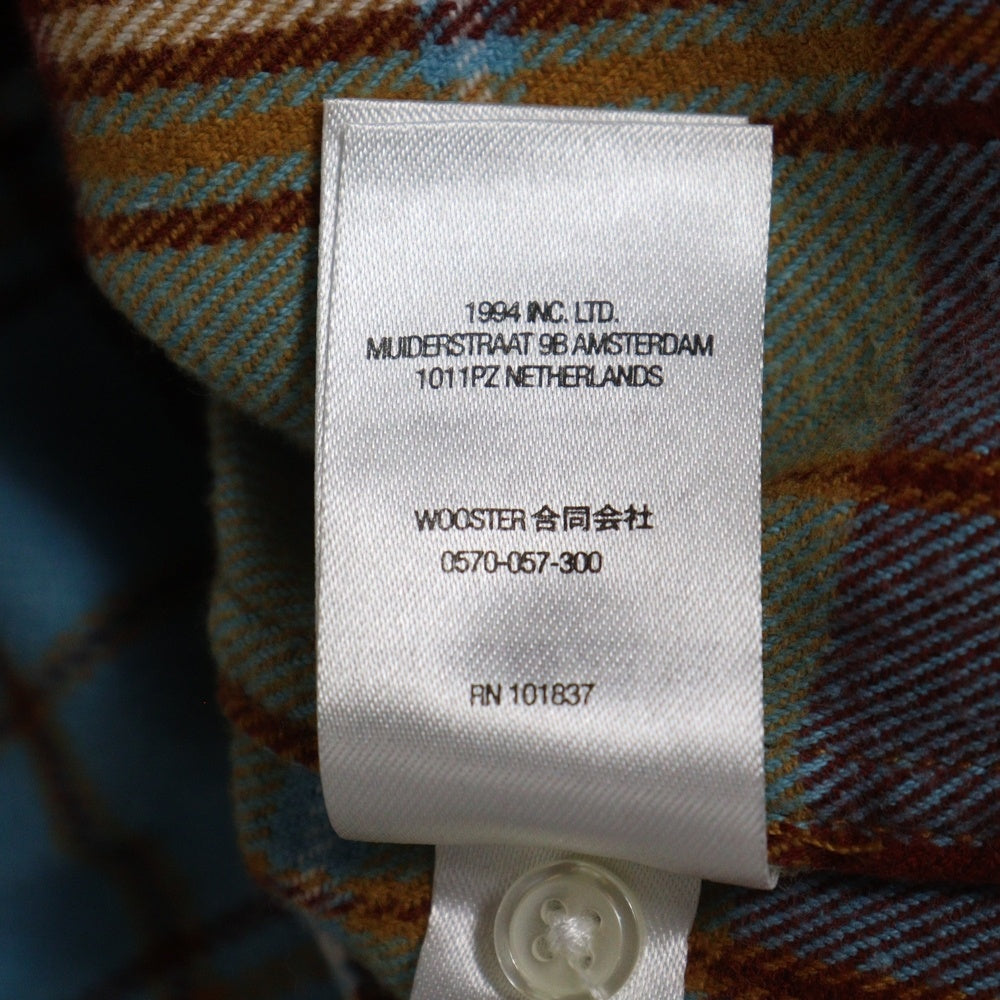 1994 INC. LTD.
MUIDERSTRAAT 9B AMSTERDAM
1011PZ NETHERLANDS
WOOSTER 合同会社
0570-057-300
RN 101837